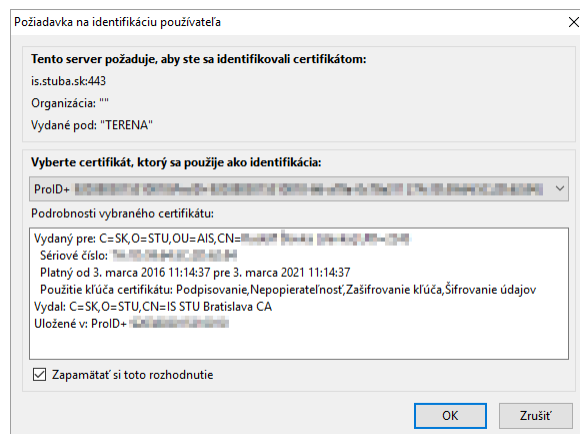 Požiadavka na identifikáciu používateľa
Tento server požaduje, aby ste sa identifikovali certifikátom:
is.stuba.sk:443
Organizácia: ""
Vydané pod: "TERENA"
Vyberte certifikát, ktorý sa použije ako identifikácia:
ProID+
Podrobnosti vybraného certifikátu:
Vydaný pre: C=SK,O=STU,OU=AIS,CN=
Sériové číslo:
Platný od 3. marca 2016 11:14:37 pre 3. marca 2021 11:14:37
Použitie kľúča certifikátu: Podpisovanie,Nepopierateľnosť,Zašifrovanie kľúča,Šifrovanie údajov
Vydal: C=SK,O=STU,CN=IS STU Bratislava CA
Uložené v: ProID+
Zapamätať si toto rozhodnutie
OK
Zrušiť